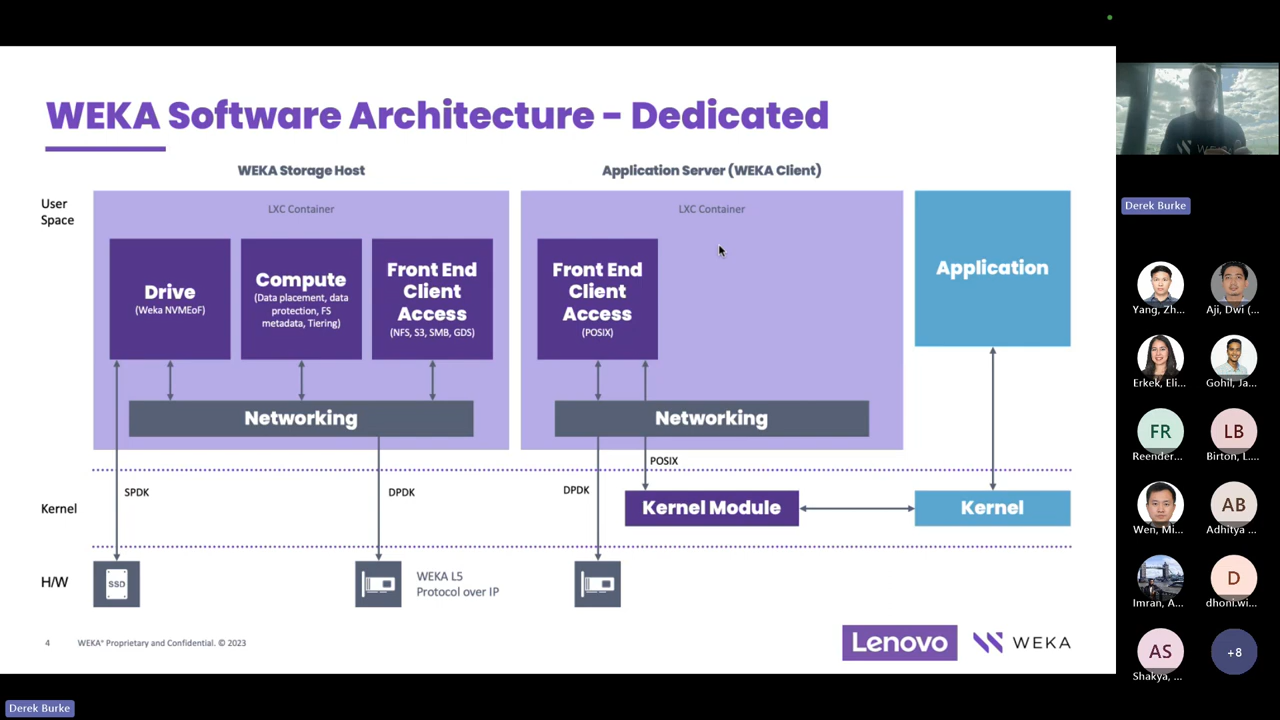 WEKA Software Architecture - Dedicated
WEKA Storage Host
Application Server (WEKA Client)
User
Space
LXC Container
LXC Container
Drive
(Weka NVMEoF)
Compute
(Data placement, data
protection, FS
metadata, Tiering)
Front End
Client
Access
(NFS, S3, SMB, GDS)
Front End
Client
Access
(POSIX)
Application
Networking
Networking
POSIX
SPDK
DPDK
DPDK
Kernel
Kernel Module
Kernel
H/W
SSD
WEKA L5
Protocol over IP
4
WEKA® Proprietary and Confidential. © 2023
Lenovo
WEKA
Derek Burke
Derek Burke
Yang, Zh...
Aji, Dwi (...
Erkek, Eli...
Gohil, Ja...
FR
LB
Reender...
Birton, L....
AB
Wen, Mi...
Adhitya ...
D
Imran, A...
dhoni.wi...
AS
+8
Shakya, ...